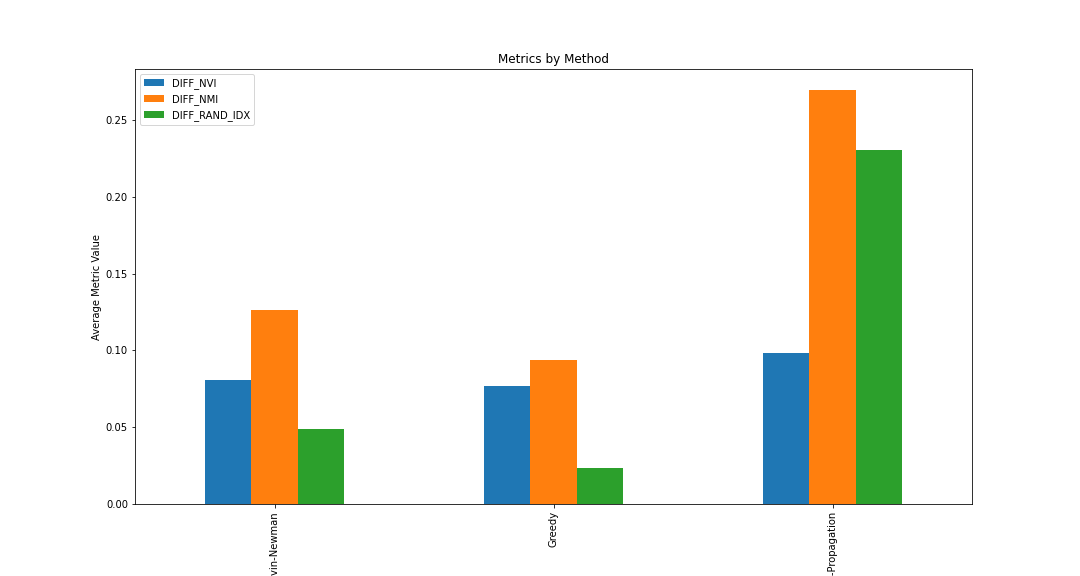 Metrics by Method
DIFF_NVI
DIFF_NMI
DIFF_RAND_IDX
Average Metric Value
0.25
0.20
0.15
0.10
0.05
0.00
vin-Newman
Greedy
-Propagation